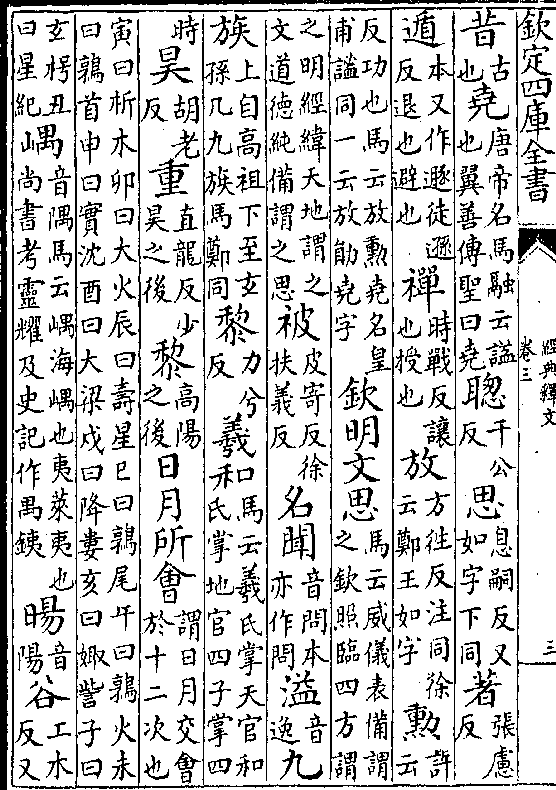 欽定四庫全書
經典釋文
卷三
三
昔古也堯唐帝名馬融云謚也翼善傳聖曰堯聰千公反思息嗣反又如字下同著張慮反
遁本又作遯徒遜反退也避也禪時戰反讓也授也放方往反注同徐云鄭王如字勲許云
反功也馬云放勲堯名皇甫謚同一云放勛堯字欽明文思馬云威儀表備謂之欽照臨四方謂
之明經緯天地謂之文道德純備謂之思被皮寄反徐扶義反名聞音問本亦作問溢音逸九
族上自高祖下至玄孫凡九族馬鄭同黎力兮反羲和馬云羲氏掌天官和氏掌地官四子掌四
時昊胡老反重直龍反少昊之後黎高陽之後日月所會謂日月交會於十二次也
寅曰析木卯曰大火辰曰壽星巳曰鶉尾午曰鶉火未曰鶉首申曰實沈酉曰大梁戌曰降婁亥曰娵訾子曰
玄枵丑曰星紀嵎音隅馬云嵎海嵎也夷萊夷也尚書考靈耀及史記作禺銕暘音陽谷工木反又